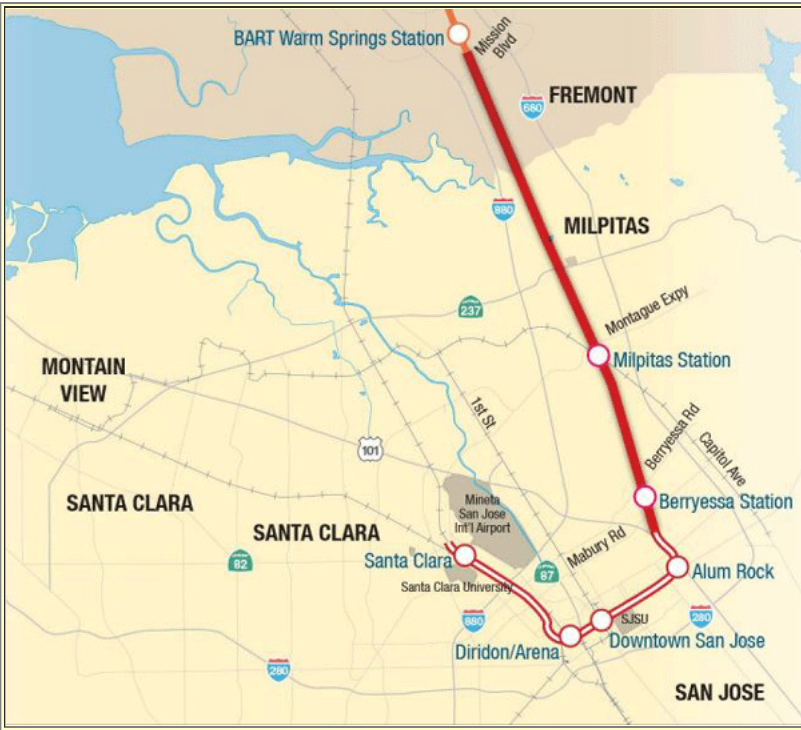 BART Warm Springs Station
Mission
Blvd
680
FREMONT
880
MILPITAS
237
Montague Expy
Milpitas Station
MONTAIN
VIEW
1st St
Berryessa Rd
Capitol Ave
101
SANTA CLARA
SANTA CLARA
Mineta
San Jose
Int'l Airport
Berryessa Station
Mabury Rd
82
Santa Clara
87
Alum Rock
Santa Clara University
880
SJSU
280
Diridon/Arena
Downtown San Jose
280
SAN JOSE